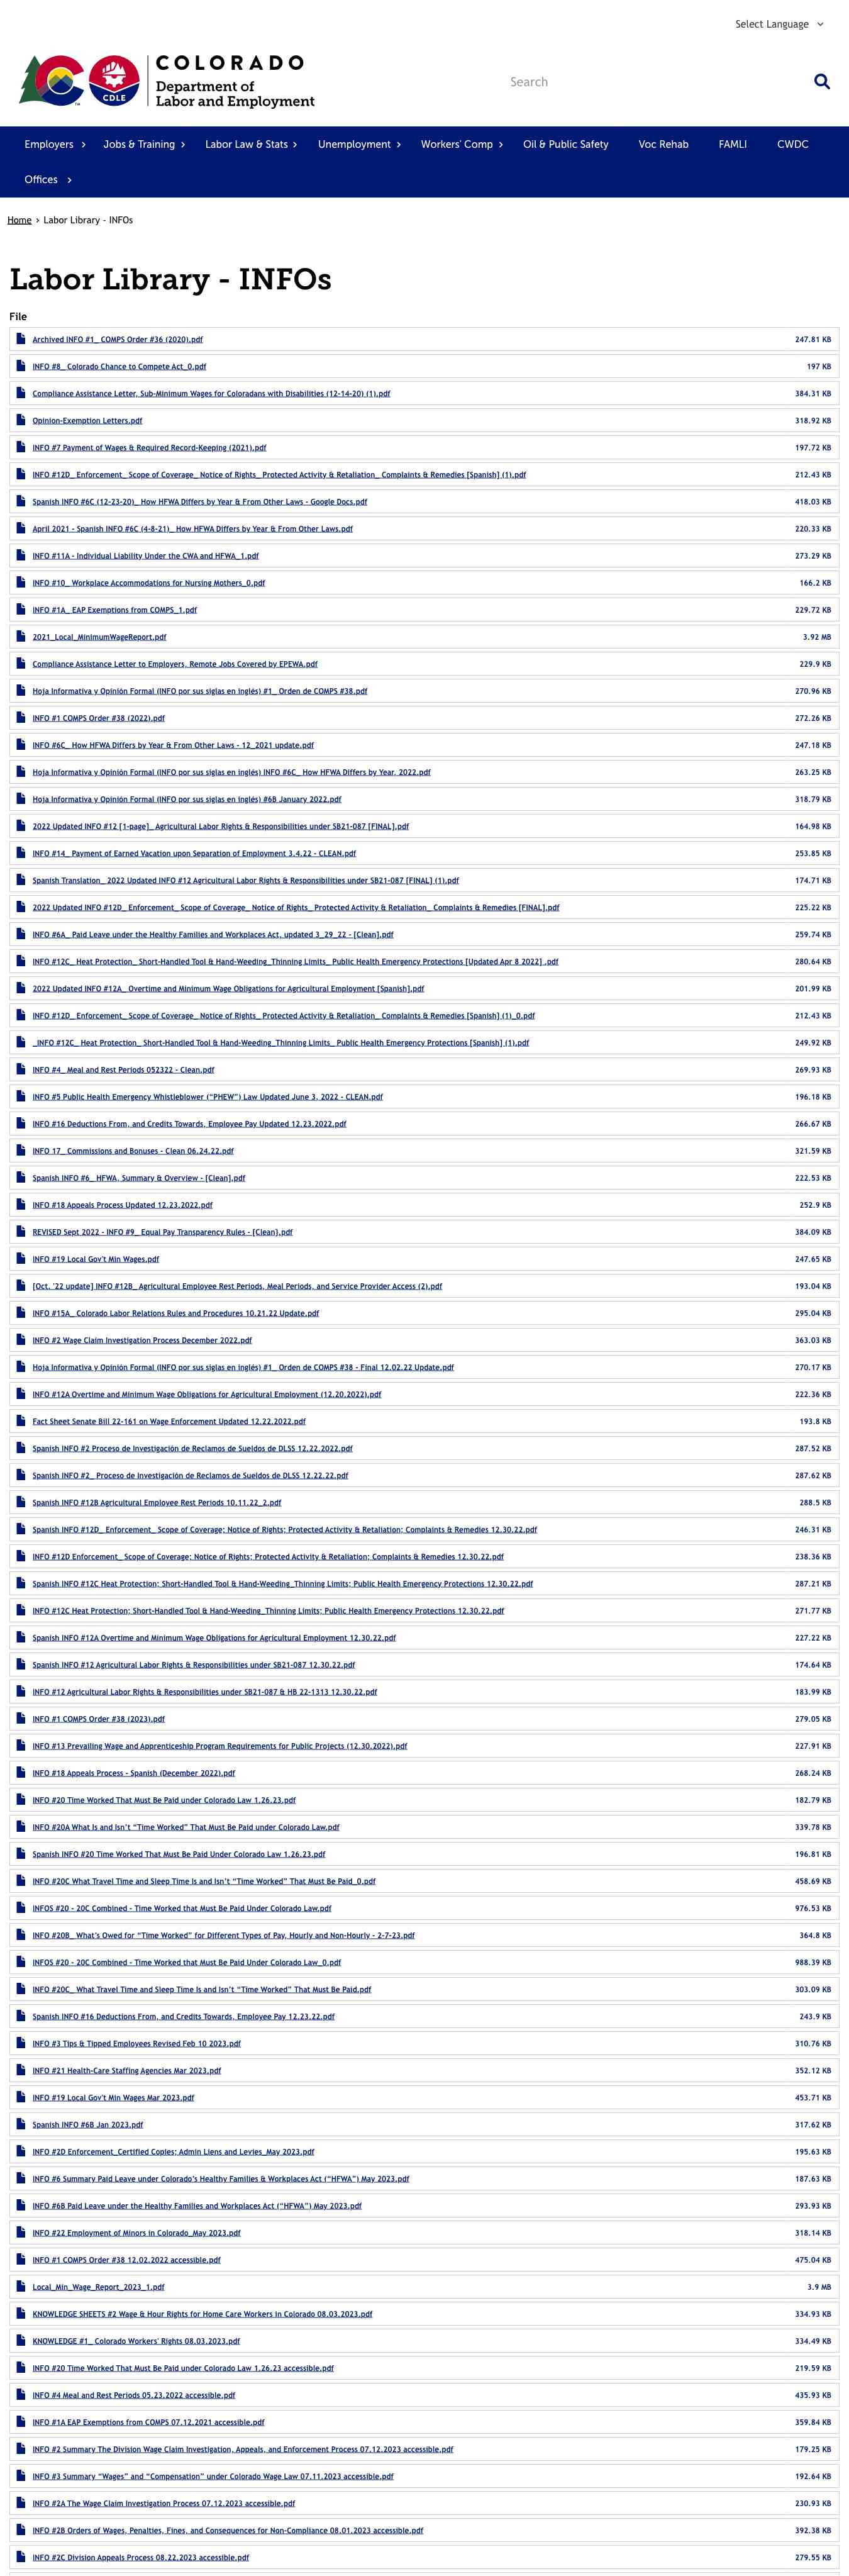 Select Language
COLORADO
CDLE
Department of
Labor and Employment
TM
Search
Employers
Jobs & Training
Labor Law & Stats
Unemployment
Workers' Comp
Oil & Public Safety
Voc Rehab
FAMLI
CWDC
Offices
Home › Labor Library - INFOs
Labor Library - INFOs
File
Archived INFO #1_ COMPS Order #36 (2020).pdf 247.81 KB
INFO #8_ Colorado Chance to Compete Act_0.pdf 197 KB
Compliance Assistance Letter, Sub-Minimum Wages for Coloradans with Disabilities (12-14-20) (1).pdf 384.31 KB
Opinion-Exemption Letters.pdf 318.92 KB
INFO #7 Payment of Wages & Required Record-Keeping (2021).pdf 197.72 KB
INFO #12D_ Enforcement_ Scope of Coverage_ Notice of Rights_ Protected Activity & Retaliation_ Complaints & Remedies [Spanish] (1).pdf 212.43 KB
Spanish INFO #6C (12-23-20)_ How HFWA Differs by Year & From Other Laws - Google Docs.pdf 418.03 KB
April 2021 - Spanish INFO #6C (4-8-21)_ How HFWA Differs by Year & From Other Laws.pdf 220.33 KB
INFO #11A - Individual Liability Under the CWA and HFWA_1.pdf 273.29 KB
INFO #10_ Workplace Accommodations for Nursing Mothers_0.pdf 166.2 KB
INFO #1A_ EAP Exemptions from COMPS_1.pdf 229.72 KB
2021_Local_MinimumWageReport.pdf 3.92 MB
Compliance Assistance Letter to Employers, Remote Jobs Covered by EPEWA.pdf 229.9 KB
Hoja Informativa y Opinión Formal (INFO por sus siglas en inglés) #1_ Orden de COMPS #38.pdf 270.96 KB
INFO #1 COMPS Order #38 (2022).pdf 272.26 KB
INFO #6C_ How HFWA Differs by Year & From Other Laws - 12_2021 update.pdf 247.18 KB
Hoja Informativa y Opinión Formal (INFO por sus siglas en inglés) INFO #6C_ How HFWA Differs by Year, 2022.pdf 263.25 KB
Hoja Informativa y Opinión Formal (INFO por sus siglas en inglés) #6B January 2022.pdf 318.79 KB
2022 Updated INFO #12 [1-page]_ Agricultural Labor Rights & Responsibilities under SB21-087 [FINAL].pdf 164.98 KB
INFO #14_ Payment of Earned Vacation upon Separation of Employment 3.4.22 - CLEAN.pdf 253.85 KB
Spanish Translation_ 2022 Updated INFO #12 Agricultural Labor Rights & Responsibilities under SB21-087 [FINAL] (1).pdf 174.71 KB
2022 Updated INFO #12D_ Enforcement_ Scope of Coverage_ Notice of Rights_ Protected Activity & Retaliation_ Complaints & Remedies [FINAL].pdf 225.22 KB
INFO #6A_ Paid Leave under the Healthy Families and Workplaces Act, updated 3_29_22 - [Clean].pdf 259.74 KB
INFO #12C_ Heat Protection_ Short-Handled Tool & Hand-Weeding_Thinning Limits_ Public Health Emergency Protections [Updated Apr 8 2022] .pdf 280.64 KB
2022 Updated INFO #12A_ Overtime and Minimum Wage Obligations for Agricultural Employment [Spanish].pdf 201.99 KB
INFO #12D_ Enforcement_ Scope of Coverage_ Notice of Rights_ Protected Activity & Retaliation_ Complaints & Remedies [Spanish] (1)_0.pdf 212.43 KB
_INFO #12C_ Heat Protection_ Short-Handled Tool & Hand-Weeding_Thinning Limits_ Public Health Emergency Protections [Spanish] (1).pdf 249.92 KB
INFO #4_ Meal and Rest Periods 052322 - Clean.pdf 269.93 KB
INFO #5 Public Health Emergency Whistleblower (“PHEW”) Law Updated June 3, 2022 - CLEAN.pdf 196.18 KB
INFO #16 Deductions From, and Credits Towards, Employee Pay Updated 12.23.2022.pdf 266.67 KB
INFO 17_ Commissions and Bonuses - Clean 06.24.22.pdf 321.59 KB
Spanish INFO #6_ HFWA, Summary & Overview - [Clean].pdf 222.53 KB
INFO #18 Appeals Process Updated 12.23.2022.pdf 252.9 KB
REVISED Sept 2022 - INFO #9_ Equal Pay Transparency Rules - [Clean}.pdf 384.09 KB
INFO #19 Local Gov't Min Wages.pdf 247.65 KB
[Oct. '22 update] INFO #12B_ Agricultural Employee Rest Periods, Meal Periods, and Service Provider Access (2).pdf 193.04 KB
INFO #15A_ Colorado Labor Relations Rules and Procedures 10.21.22 Update.pdf 295.04 KB
INFO #2 Wage Claim Investigation Process December 2022.pdf 363.03 KB
Hoja Informativa y Opinión Formal (INFO por sus siglas en inglés) #1_ Orden de COMPS #38 - Final 12.02.22 Update.pdf 270.17 KB
INFO #12A Overtime and Minimum Wage Obligations for Agricultural Employment (12.20.2022).pdf 222.36 KB
Fact Sheet Senate Bill 22-161 on Wage Enforcement Updated 12.22.2022.pdf 193.8 KB
Spanish INFO #2 Proceso de Investigación de Reclamos de Sueldos de DLSS 12.22.2022.pdf 287.52 KB
Spanish INFO #2_ Proceso de Investigación de Reclamos de Sueldos de DLSS 12.22.22.pdf 287.62 KB
Spanish INFO #12B Agricultural Employee Rest Periods 10.11.22_2.pdf 288.5 KB
Spanish INFO #12D_ Enforcement_ Scope of Coverage; Notice of Rights; Protected Activity & Retaliation; Complaints & Remedies 12.30.22.pdf 246.31 KB
INFO #12D Enforcement_ Scope of Coverage; Notice of Rights; Protected Activity & Retaliation; Complaints & Remedies 12.30.22.pdf 238.36 KB
Spanish INFO #12C Heat Protection; Short-Handled Tool & Hand-Weeding_Thinning Limits; Public Health Emergency Protections 12.30.22.pdf 287.21 KB
INFO #12C Heat Protection; Short-Handled Tool & Hand-Weeding_Thinning Limits; Public Health Emergency Protections 12.30.22.pdf 271.77 KB
Spanish INFO #12A Overtime and Minimum Wage Obligations for Agricultural Employment 12.30.22.pdf 227.22 KB
Spanish INFO #12 Agricultural Labor Rights & Responsibilities under SB21-087 12.30.22.pdf 174.64 KB
INFO #12 Agricultural Labor Rights & Responsibilities under SB21-087 & HB 22-1313 12.30.22.pdf 183.99 KB
INFO #1 COMPS Order #38 (2023).pdf 279.05 KB
INFO #13 Prevailing Wage and Apprenticeship Program Requirements for Public Projects (12.30.2022).pdf 227.91 KB
INFO #18 Appeals Process - Spanish (December 2022).pdf 268.24 KB
INFO #20 Time Worked That Must Be Paid under Colorado Law 1.26.23.pdf 182.79 KB
INFO #20A What Is and Isn’t “Time Worked” That Must Be Paid under Colorado Law.pdf 339.78 KB
Spanish INFO #20 Time Worked That Must Be Paid Under Colorado Law 1.26.23.pdf 196.81 KB
INFO #20C What Travel Time and Sleep Time Is and Isn’t “Time Worked” That Must Be Paid_0.pdf 458.69 KB
INFOS #20 - 20C Combined - Time Worked that Must Be Paid Under Colorado Law.pdf 976.53 KB
INFO #20B_ What’s Owed for “Time Worked” for Different Types of Pay, Hourly and Non-Hourly - 2-7-23.pdf 364.8 KB
INFOS #20 - 20C Combined - Time Worked that Must Be Paid Under Colorado Law_0.pdf 988.39 KB
INFO #20C_ What Travel Time and Sleep Time Is and Isn’t “Time Worked” That Must Be Paid.pdf 303.09 KB
Spanish INFO #16 Deductions From, and Credits Towards, Employee Pay 12.23.22.pdf 243.9 KB
INFO #3 Tips & Tipped Employees Revised Feb 10 2023.pdf 310.76 KB
INFO #21 Health-Care Staffing Agencies Mar 2023.pdf 352.12 KB
INFO #19 Local Gov't Min Wages Mar 2023.pdf 453.71 KB
Spanish INFO #6B Jan 2023.pdf 317.62 KB
INFO #2D Enforcement_Certified Copies; Admin Liens and Levies_May 2023.pdf 195.63 KB
INFO #6 Summary Paid Leave under Colorado’s Healthy Families & Workplaces Act (“HFWA”) May 2023.pdf 187.63 KB
INFO #6B Paid Leave under the Healthy Families and Workplaces Act (“HFWA”) May 2023.pdf 293.93 KB
INFO #22 Employment of Minors in Colorado_May 2023.pdf 318.14 KB
INFO #1 COMPS Order #38 12.02.2022 accessible.pdf 475.04 KB
Local_Min_Wage_Report_2023_1.pdf 3.9 MB
KNOWLEDGE SHEETS #2 Wage & Hour Rights for Home Care Workers in Colorado 08.03.2023.pdf 334.93 KB
KNOWLEDGE #1_ Colorado Workers' Rights 08.03.2023.pdf 334.49 KB
INFO #20 Time Worked That Must Be Paid under Colorado Law 1.26.23 accessible.pdf 219.59 KB
INFO #4 Meal and Rest Periods 05.23.2022 accessible.pdf 435.93 KB
INFO #1A EAP Exemptions from COMPS 07.12.2021 accessible.pdf 359.84 KB
INFO #2 Summary The Division Wage Claim Investigation, Appeals, and Enforcement Process 07.12.2023 accessible.pdf 179.25 KB
INFO #3 Summary “Wages” and “Compensation” under Colorado Wage Law 07.11.2023 accessible.pdf 192.64 KB
INFO #2A The Wage Claim Investigation Process 07.12.2023 accessible.pdf 230.93 KB
INFO #2B Orders of Wages, Penalties, Fines, and Consequences for Non-Compliance 08.01.2023 accessible.pdf 392.38 KB
INFO #2C Division Appeals Process 08.22.2023 accessible.pdf 279.55 KB